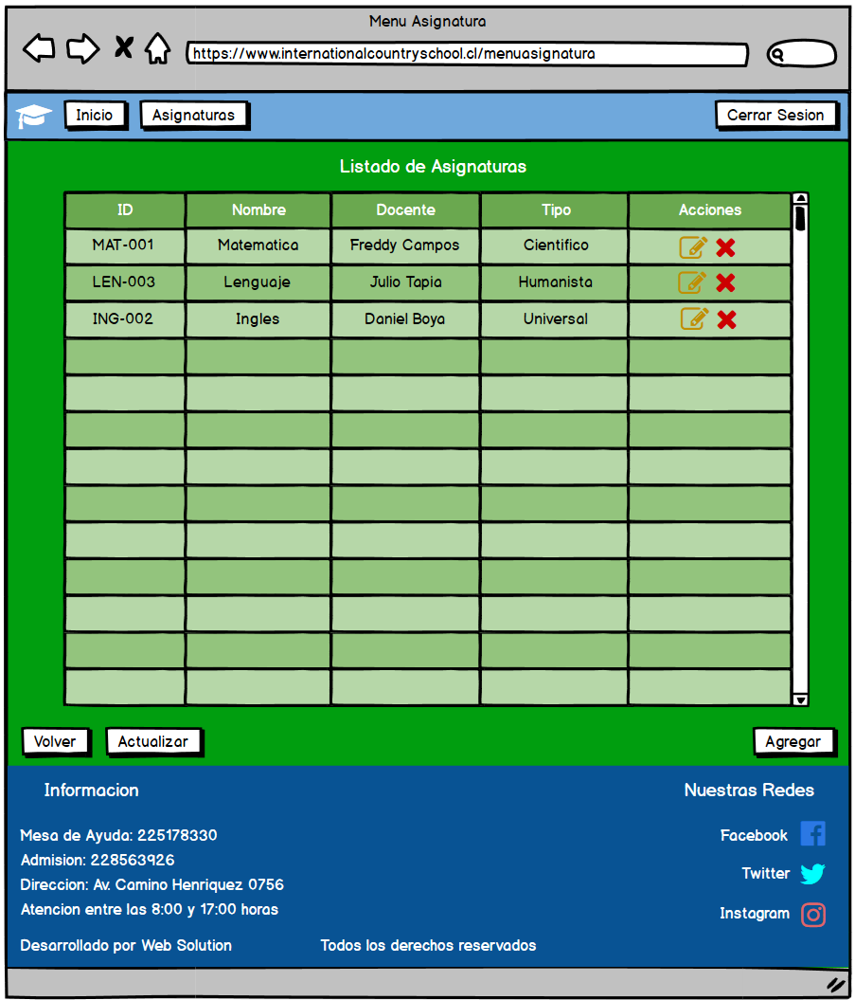 Menu Asignatura
https://www.internationalcountryschool.cl/menuasignatura
Inicio Asignaturas Cerrar Sesion
Listado de Asignaturas
ID Nombre Docente Tipo Acciones
MAT-001 Matematica Freddy Campos Cientifico
LEN-003 Lenguaje Julio Tapia Humanista
ING-002 Ingles Daniel Boya Universal
Volver Actualizar Agregar
Informacion Nuestras Redes
Mesa de Ayuda: 225178330 Facebook
Admision: 228563926
Twitter
Direccion: Av. Camino Henriquez 0756
Atencion entre las 8:00 y 17:00 horas Instagram
Desarrollado por Web Solution Todos los derechos reservados